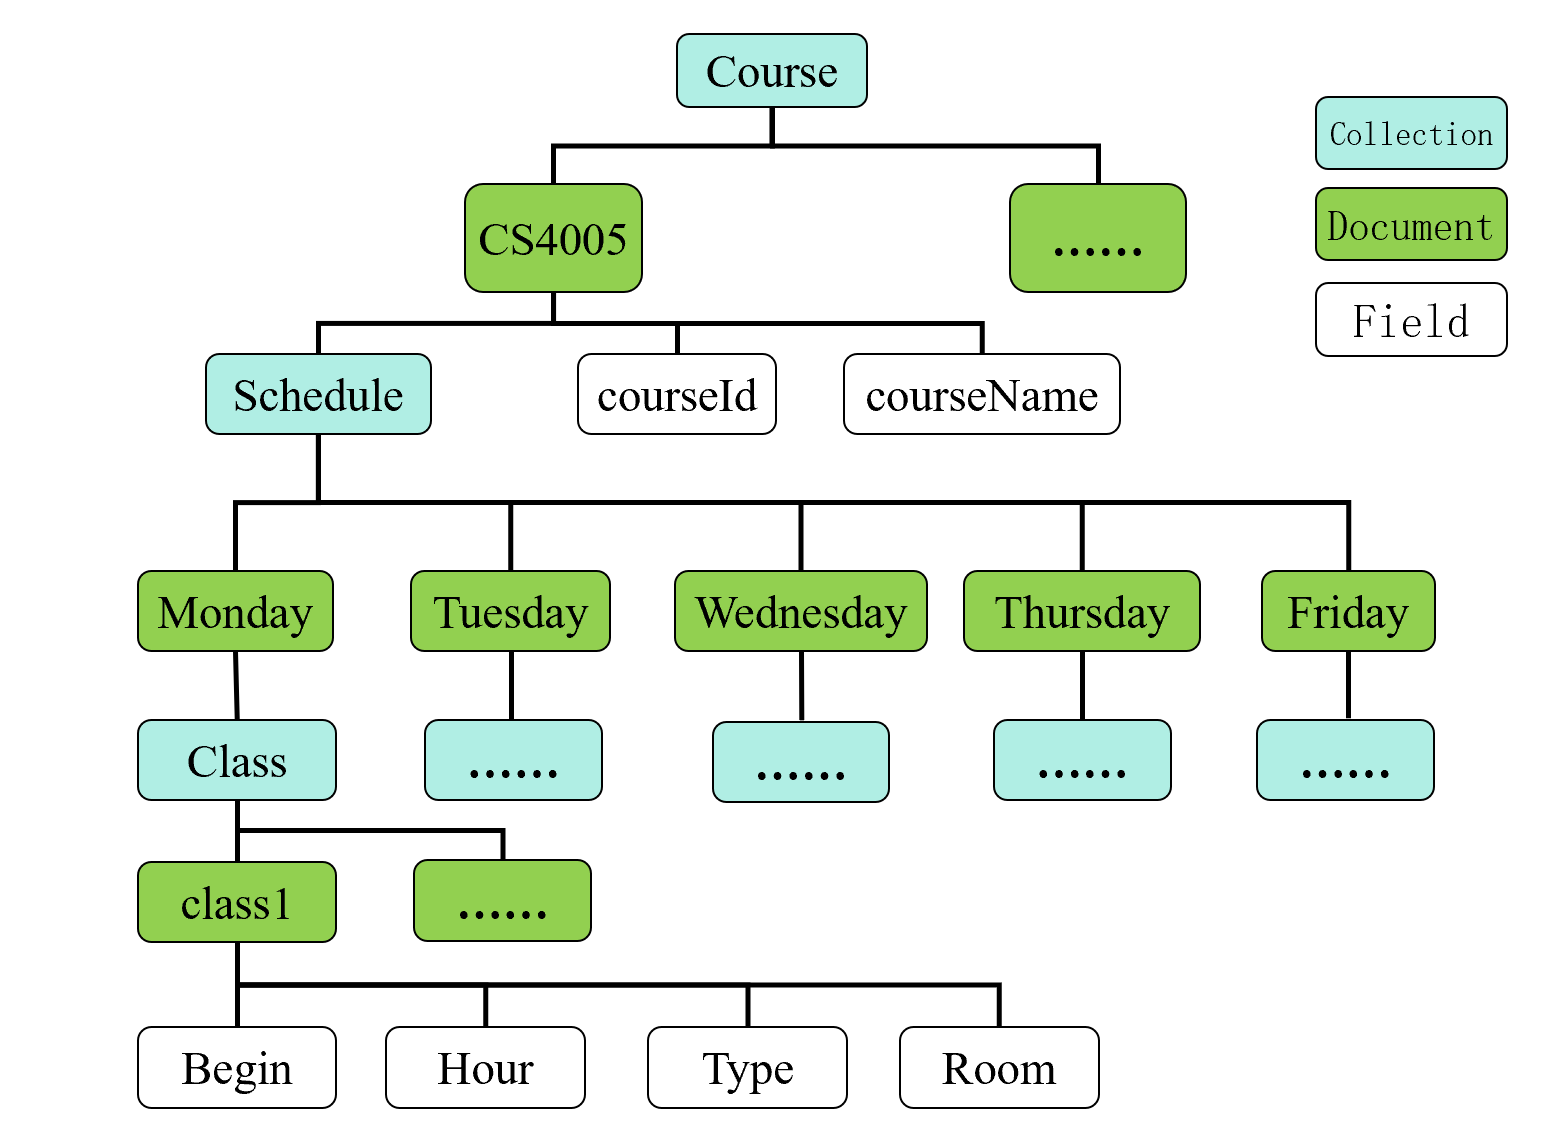 Course
Collection
CS4005
......
Document
Field
Schedule
courseId
courseName
Monday
Tuesday
Wednesday
Thursday
Friday
Class
......
......
......
......
class1
......
Begin
Hour
Type
Room